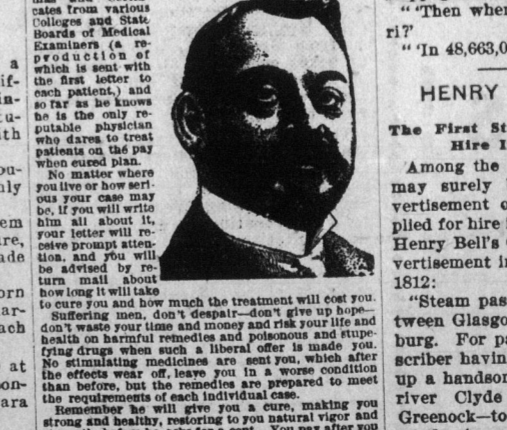 cates from various
Colleges and State
Boards of Medical
Examiners (a re-
production of
which is sent with
the first letter to
each patient,) and
so far as he knows
he is the only re-
putable physician
who dares to treat
patients on the pay
when cured plan.
No matter where
you live or how seri-
ous your case may
be, if you will write
him all about it,
your letter will re-
ceive prompt atten-
tion, and you will
be advised by re-
turn mail about
how long it will take
to cure you and how much the treatment will cost you.
Suffering men, don't despair—don't give up hope—
don't waste your time and money and risk your life and
health on harmful remedies and poisonous and stupe-
fying drugs when such a liberal offer is made you.
No stimulating medicines are sent you, which after
the effects wear off, leave you in a worse condition
than before, but the remedies are prepared to meet
the requirements of each individual case.
Remember he will give you a cure, making you
strong and healthy, restoring to you natural vigor and
" 'Then when
ri?'
" 'In 48,663,0
HENRY
The First St
Hire I
Among the
may surely
vertisement o
plied for hire
Henry Bell's
vertisement in
1812:
"Steam pas
tween Glasgo
burg. For pa
scriber havin
up a handsom
river Clyde
Greenock—to